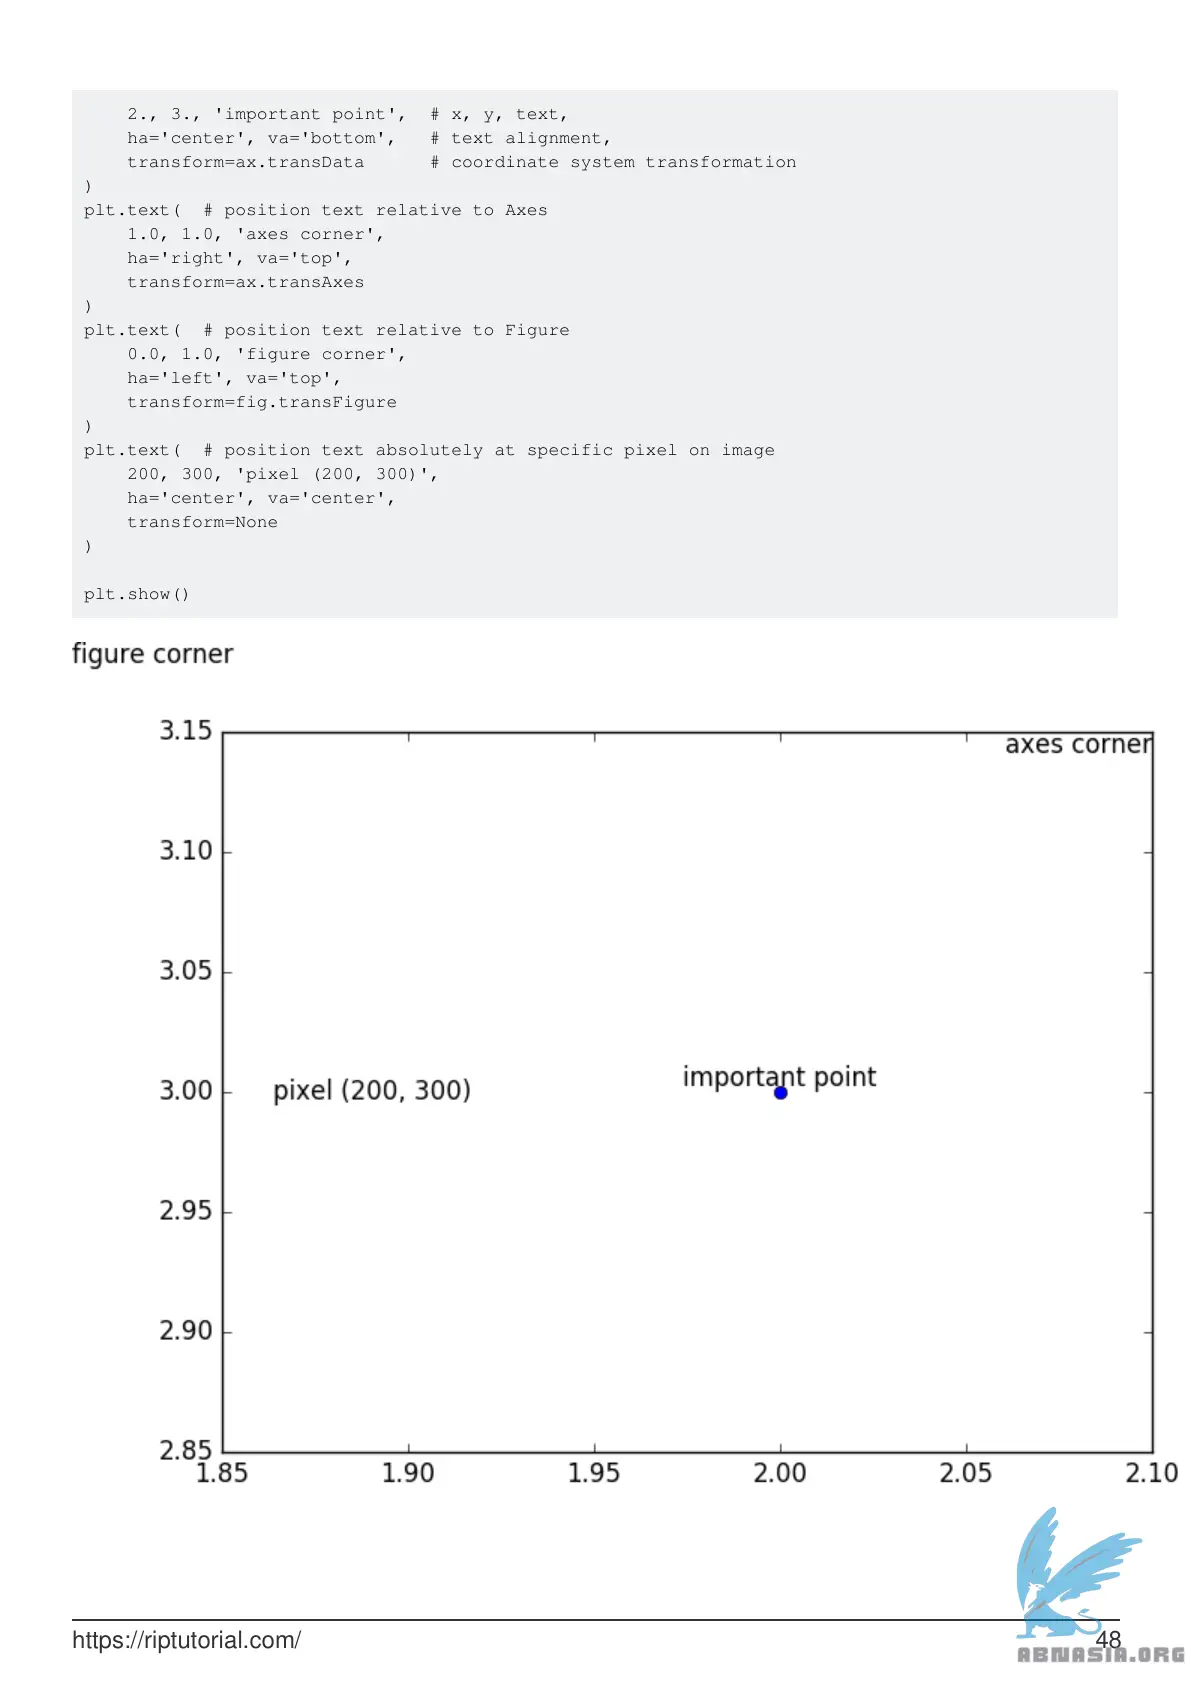 2., 3., 'important point',  # x, y, text,
    ha='center', va='bottom',   # text alignment,
    transform=ax.transData      # coordinate system transformation
)
plt.text(  # position text relative to Axes
    1.0, 1.0, 'axes corner',
    ha='right', va='top',
    transform=ax.transAxes
)
plt.text(  # position text relative to Figure
    0.0, 1.0, 'figure corner',
    ha='left', va='top',
    transform=fig.transFigure
)
plt.text(  # position text absolutely at specific pixel on image
    200, 300, 'pixel (200, 300)',
    ha='center', va='center',
    transform=None
)
plt.show()
figure corner
3.15
axes corner
3.10
3.05
important point
3.00
pixel (200, 300)
2.95
2.90
2.85
1.85 1.90 1.95 2.00 2.05 2.10
https://riptutorial.com/
48
ABNASIA.ORG